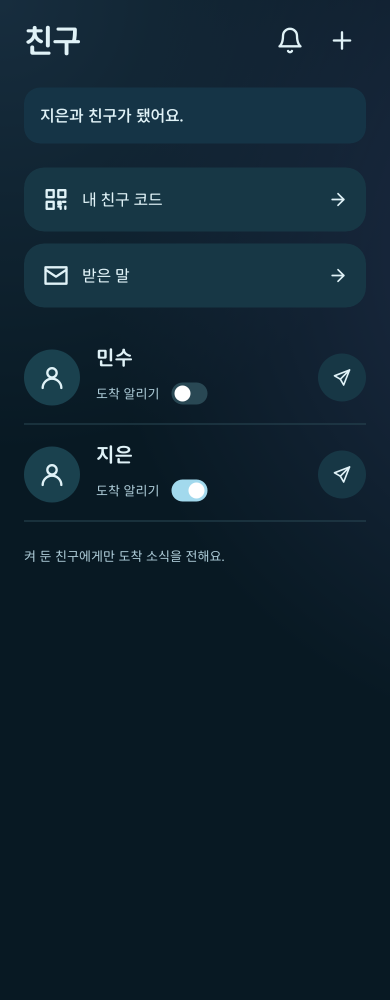 친구
지은과 친구가 됐어요.
내 친구 코드
받은 말
민수
도착 알리기
지은
도착 알리기
켜 둔 친구에게만 도착 소식을 전해요.